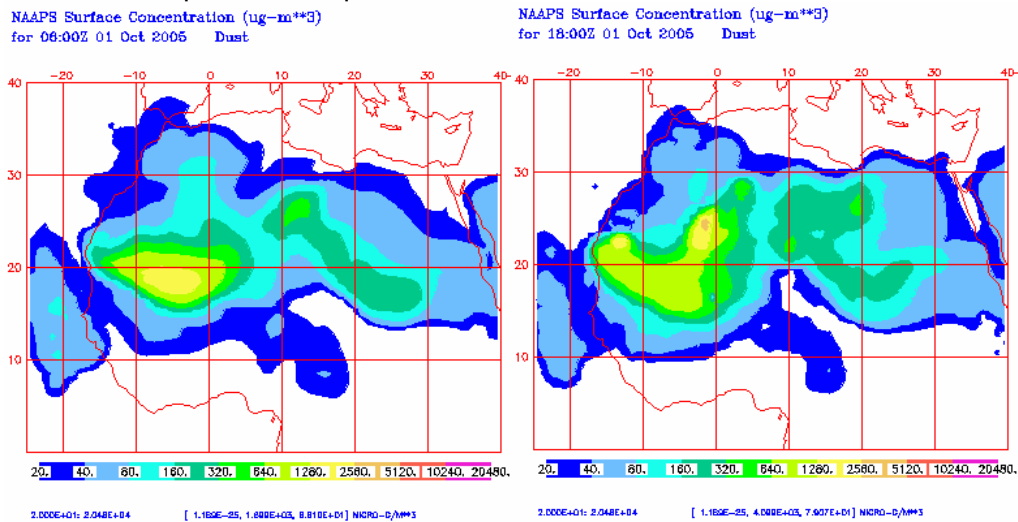 NAAPS Surface Concentration (ug-m**3)
for 06:00Z 01 Oct 2005 Dust
-20 -10 0 10 20 30 40
40
30
20
10
20. 40. 80. 160. 320. 640. 1280. 2560. 5120. 10240. 20480.
2.000E+01: 2.048E+04 [ 1.189E-25, 1.699E+03, 8.810E+01] MICRO-G/M**3
NAAPS Surface Concentration (ug-m**3)
for 18:00Z 01 Oct 2005 Dust
-20 -10 0 10 20 30 40
40
30
20
10
20. 40. 80. 160. 320. 640. 1280. 2560. 5120. 10240. 20480.
2.000E+01: 2.048E+04 [ 1.189E-25, 4.099E+03, 7.907E+01] MICRO-G/M**3